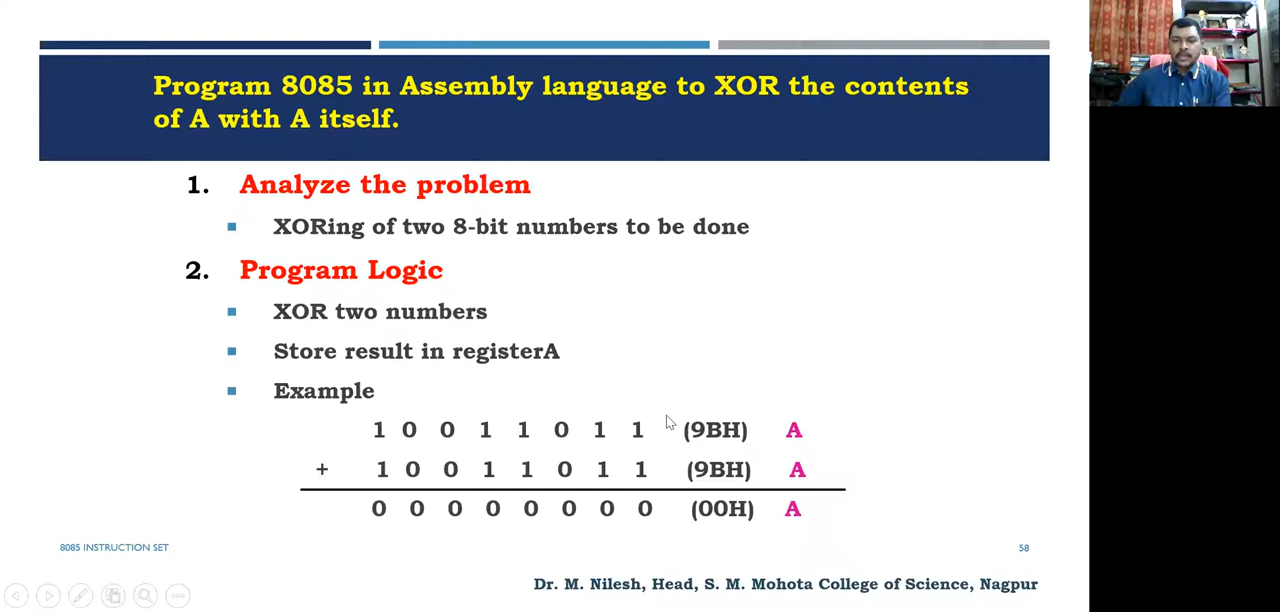 Program 8085 in Assembly language to XOR the contents
of A with A itself.
1. Analyze the problem
XORing of two 8-bit numbers to be done
2. Program Logic
XOR two numbers
Store result in registerA
Example
1 0 0 1 1 0 1 1 (9BH) A
+ 1 0 0 1 1 0 1 1 (9BH) A
0 0 0 0 0 0 0 0 (00H) A
8085 INSTRUCTION SET 58
Dr. M. Nilesh, Head, S. M. Mohota College of Science, Nagpur